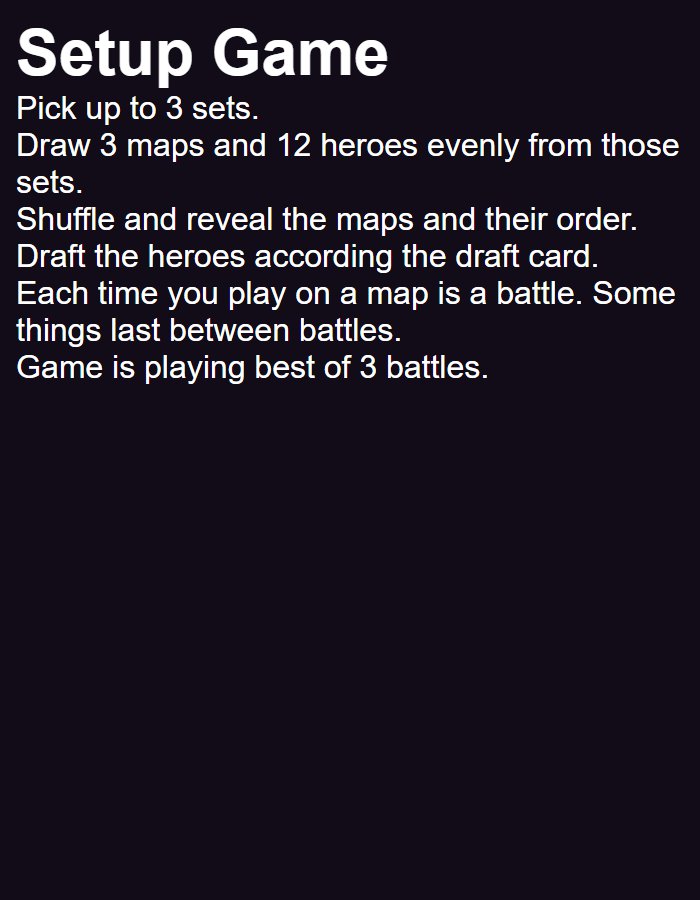 Setup Game
Pick up to 3 sets.
Draw 3 maps and 12 heroes evenly from those
sets.
Shuffle and reveal the maps and their order.
Draft the heroes according the draft card.
Each time you play on a map is a battle. Some
things last between battles.
Game is playing best of 3 battles.